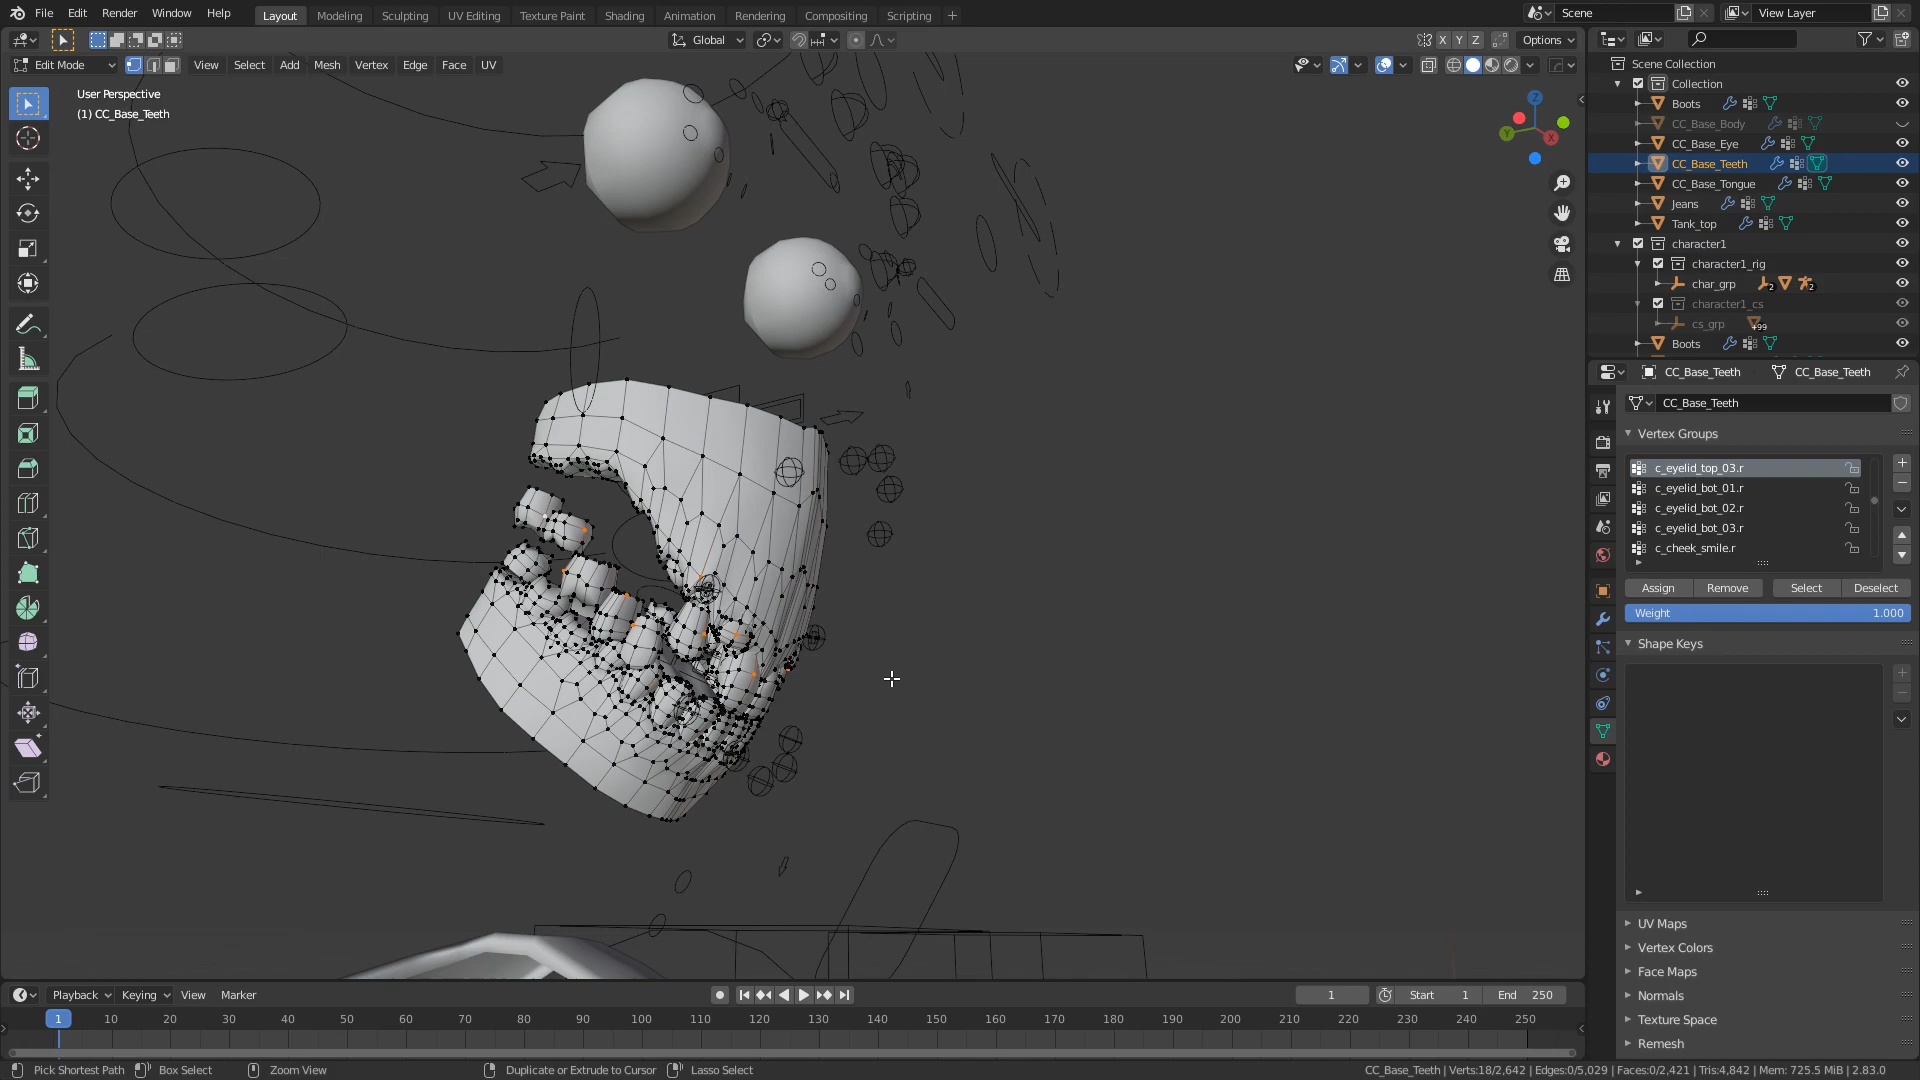 File Edit Render Window Help Layout Modeling Sculpting UV Editing Texture Paint Shading Animation Rendering Compositing Scripting + Scene View Layer
Global X Y Z Options
Edit Mode View Select Add Mesh Vertex Edge Face UV
User Perspective
(1) CC_Base_Teeth
Z
Y
X
Scene Collection
Collection
Boots
CC_Base_Body
CC_Base_Eye
CC_Base_Teeth
CC_Base_Tongue
Jeans
Tank_top
character1
character1_rig
char_grp 2 2
character1_cs
cs_grp +99
Boots
CC_Base_Teeth CC_Base_Teeth
CC_Base_Teeth
Vertex Groups
c_eyelid_top_03.r
c_eyelid_bot_01.r
c_eyelid_bot_02.r
c_eyelid_bot_03.r
c_cheek_smile.r
Assign Remove Select Deselect
Weight 1.000
Shape Keys
UV Maps
Vertex Colors
Face Maps
Normals
Texture Space
Remesh
Playback Keying View Marker 1 Start 1 End 250
1 10 20 30 40 50 60 70 80 90 100 110 120 130 140 150 160 170 180 190 200 210 220 230 240 250
Pick Shortest Path Box Select Zoom View Duplicate or Extrude to Cursor Lasso Select CC_Base_Teeth | Verts:18/2,642 | Edges:0/5,029 | Faces:0/2,421 | Tris:4,842 | Mem: 725.5 MiB | 2.83.0